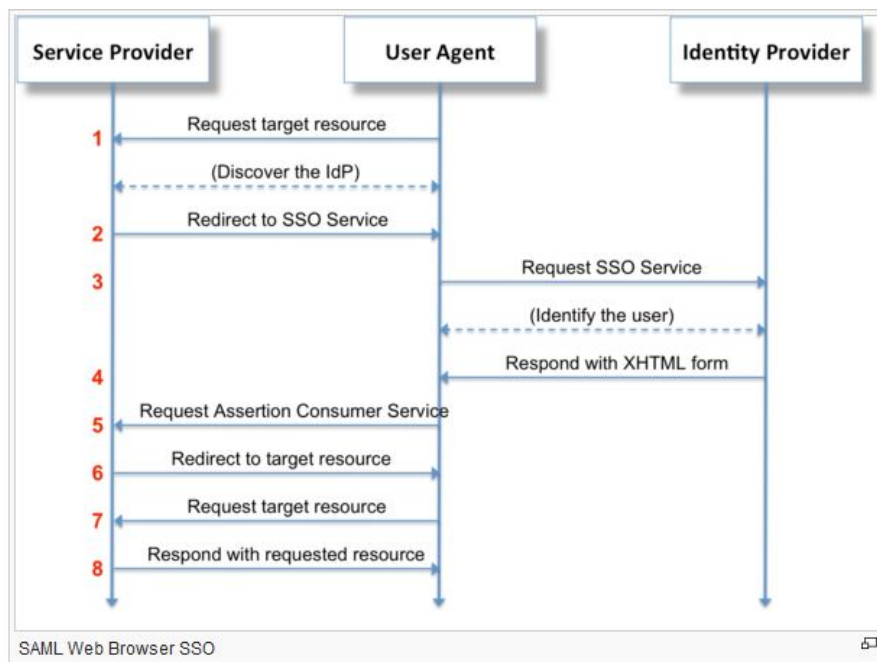 Service Provider
User Agent
Identity Provider
1 Request target resource
(Discover the IdP)
2 Redirect to SSO Service
3 Request SSO Service
(Identify the user)
4 Respond with XHTML form
5 Request Assertion Consumer Service
6 Redirect to target resource
7 Request target resource
8 Respond with requested resource
SAML Web Browser SSO